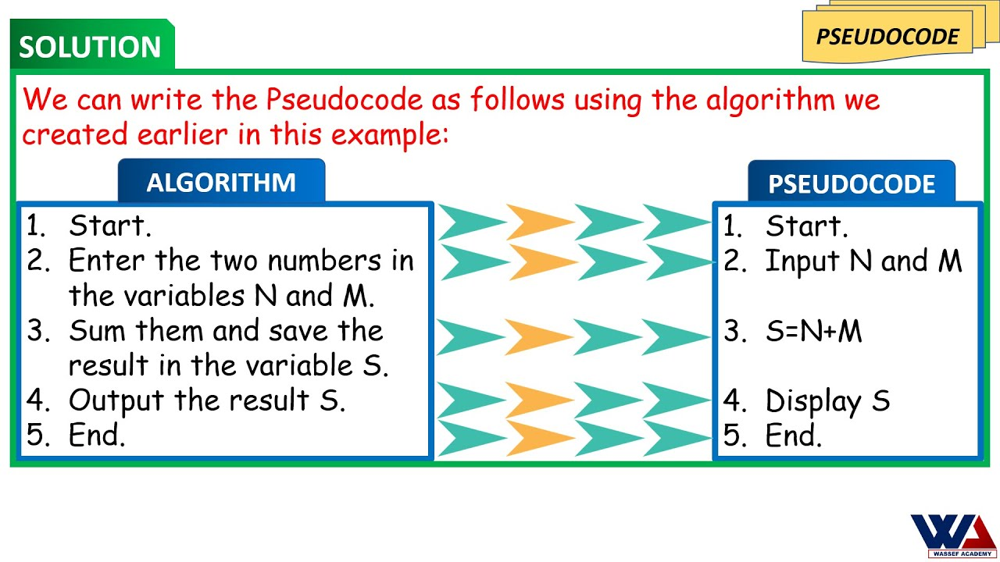 PSEUDOCODE
SOLUTION
We can write the Pseudocode as follows using the algorithm we
created earlier in this example:
ALGORITHM
1. Start.
2. Enter the two numbers in
the variables N and M.
3. Sum them and save the
result in the variable S.
4. Output the result S.
5. End.
PSEUDOCODE
1. Start.
2. Input N and M
3. S=N+M
4. Display S
5. End.
WA
WASSEF ACADEMY